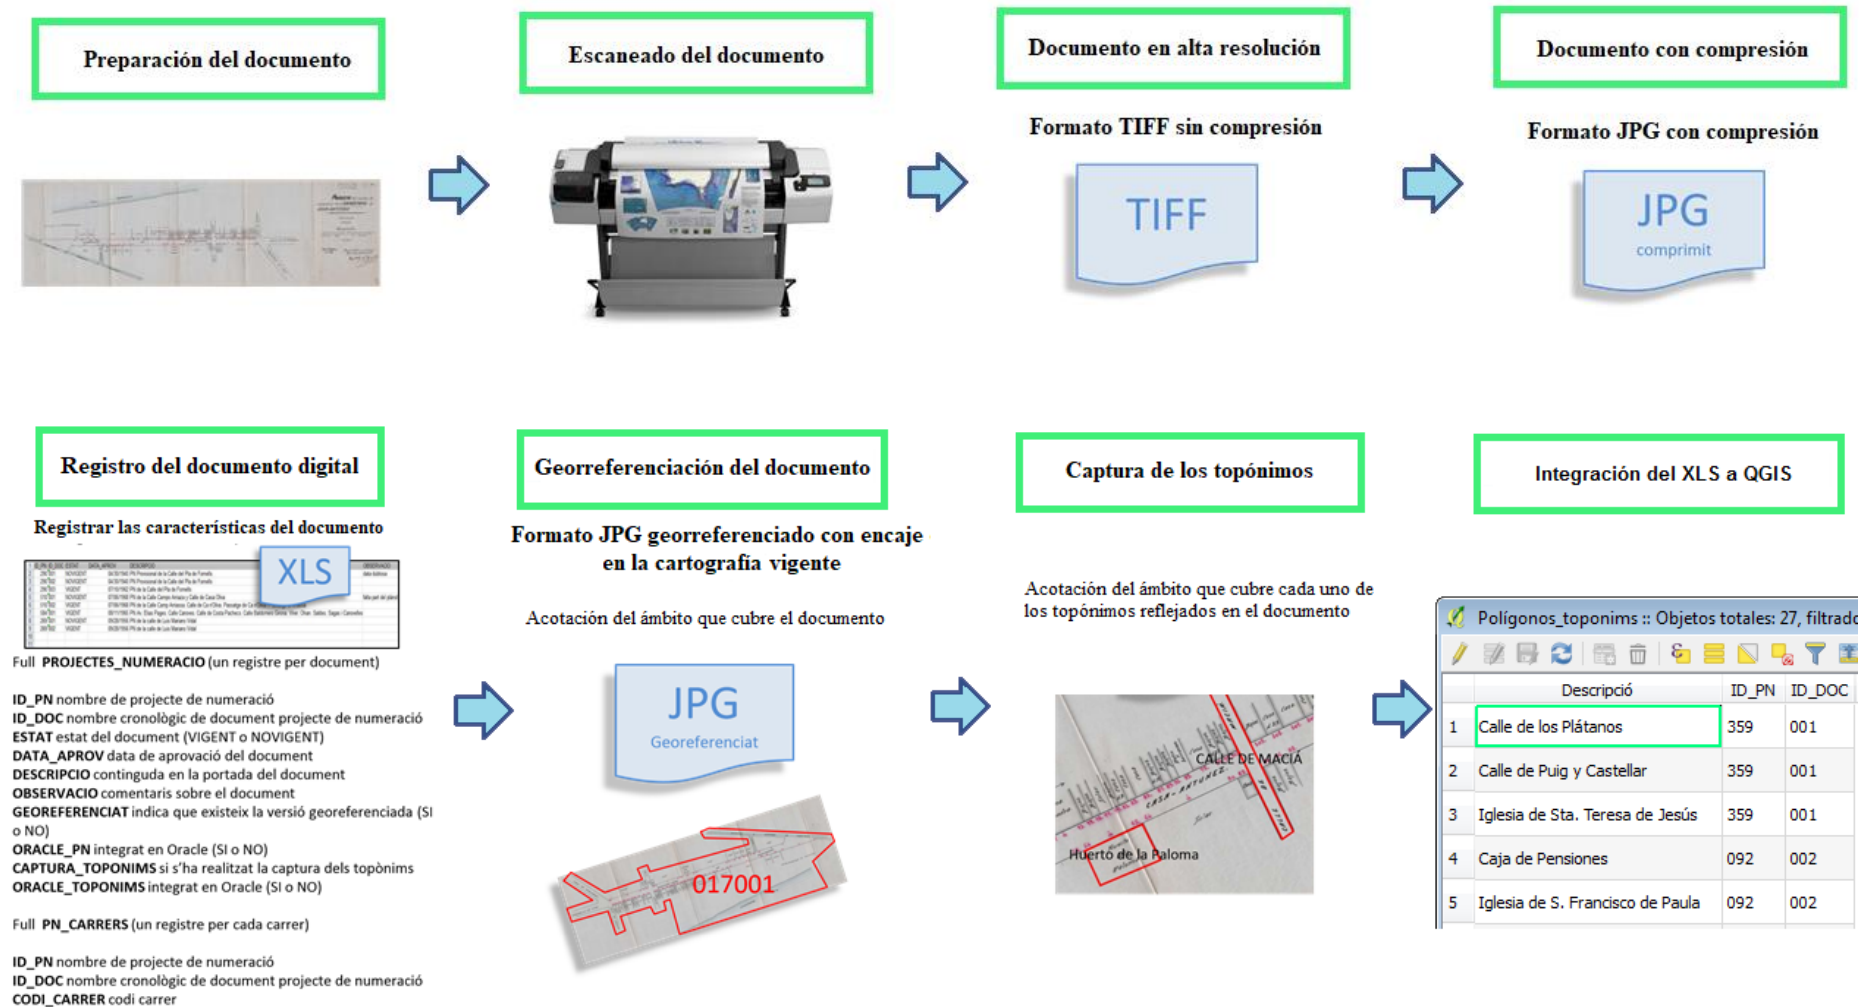 Preparación del documento
Escaneado del documento
Documento en alta resolución
Formato TIFF sin compresión
TIFF
Documento con compresión
Formato JPG con compresión
JPG
comprimit
Registro del documento digital
Registrar las características del documento
XLS
Full PROJECTES_NUMERACIO (un registre per document)
ID_PN nombre de projecte de numeració
ID_DOC nombre cronològic de document projecte de numeració
ESTAT estat del document (VIGENT o NOVIGENT)
DATA_APROV data de aprovació del document
DESCRIPCIO continguda en la portada del document
OBSERVACIO comentaris sobre el document
GEOREFERENCIAT indica que existeix la versió georeferenciada (SI
o NO)
ORACLE_PN integrat en Oracle (SI o NO)
CAPTURA_TOPONIMS si s'ha realitzat la captura dels topònims
ORACLE_TOPONIMS integrat en Oracle (SI o NO)
Full PN_CARRERS (un registre per cada carrer)
ID_PN nombre de projecte de numeració
ID_DOC nombre cronològic de document projecte de numeració
CODI_CARRER codi carrer
Georreferenciación del documento
Formato JPG georreferenciado con encaje
en la cartografía vigente
Acotación del ámbito que cubre el documento
JPG
Georeferenciat
017001
Captura de los topónimos
Acotación del ámbito que cubre cada uno de
los topónimos reflejados en el documento
CALLE DE MACIÁ
CASA-ANTUNEZ
Huerto de la Paloma
Integración del XLS a QGIS
Polígonos_toponims :: Objetos totales: 27, filtrado
Descripció ID_PN ID_DOC
1 Calle de los Plátanos 359 001
2 Calle de Puig y Castellar 359 001
3 Iglesia de Sta. Teresa de Jesús 359 001
4 Caja de Pensiones 092 002
5 Iglesia de S. Francisco de Paula 092 002